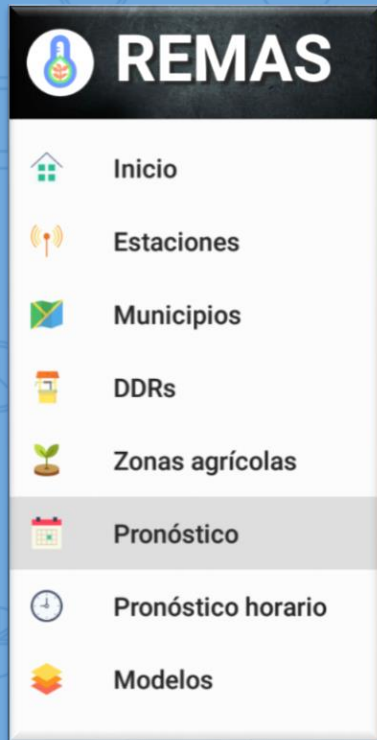 REMAS
Inicio
Estaciones
Municipios
DDRs
Zonas agrícolas
Pronóstico
Pronóstico horario
Modelos